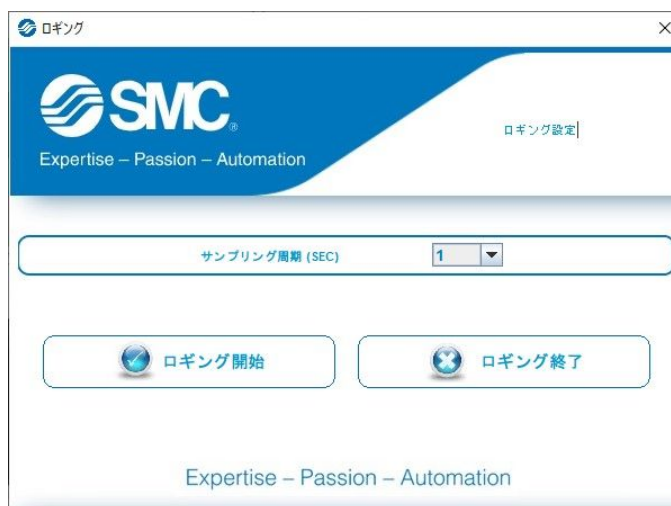 ロギング
SMC®
Expertise – Passion – Automation
ロギング設定
サンプリング周期 (SEC)
1
ロギング開始
ロギング終了
Expertise – Passion – Automation